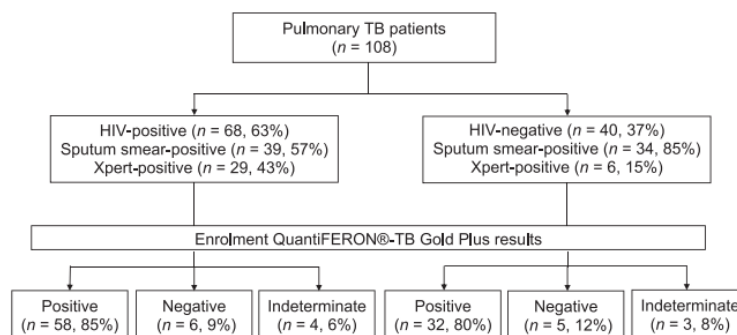 Pulmonary TB patients
(n = 108)
HIV-positive (n = 68, 63%)
Sputum smear-positive (n = 39, 57%)
Xpert-positive (n = 29, 43%)
HIV-negative (n = 40, 37%)
Sputum smear-positive (n = 34, 85%)
Xpert-positive (n = 6, 15%)
Enrolment QuantiFERON®-TB Gold Plus results
Positive
(n = 58, 85%)
Negative
(n = 6, 9%)
Indeterminate
(n = 4, 6%)
Positive
(n = 32, 80%)
Negative
(n = 5, 12%)
Indeterminate
(n = 3, 8%)